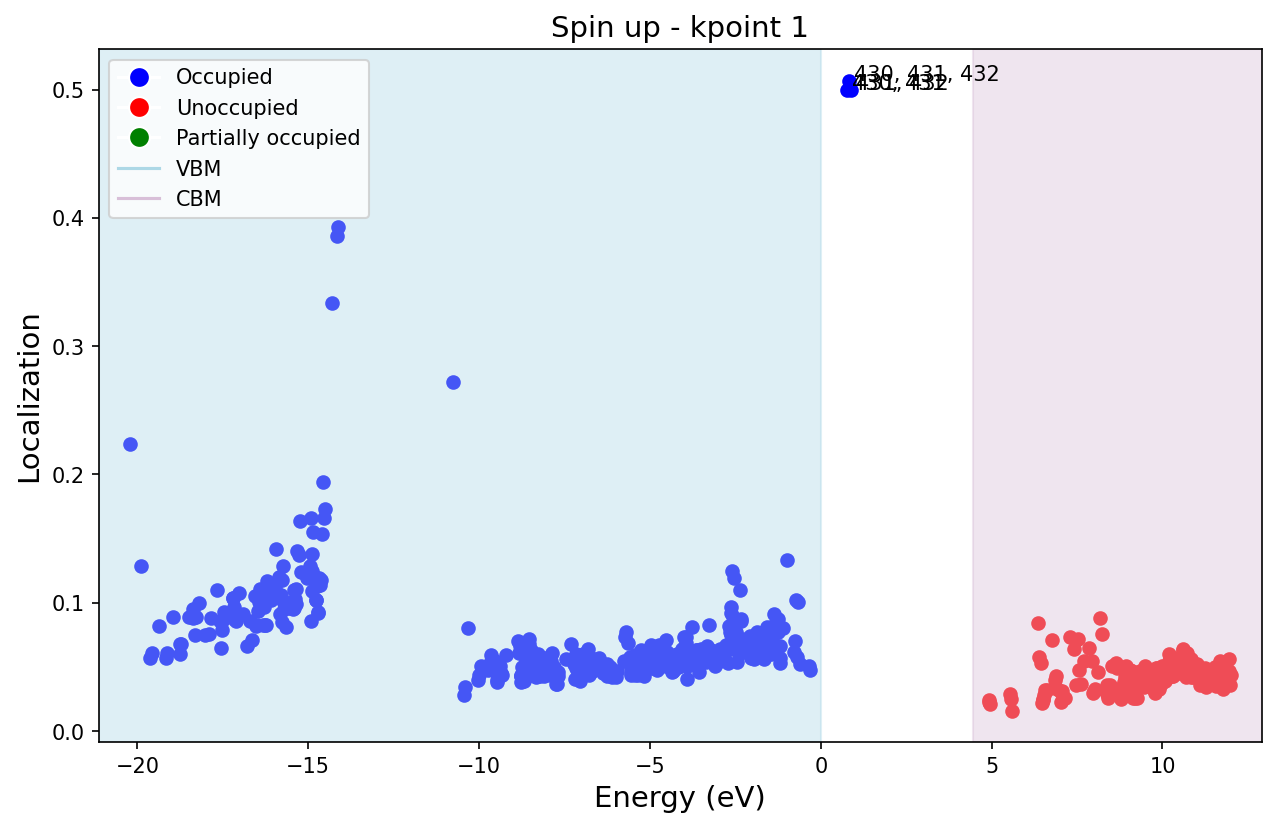 Spin up - kpoint 1
Occupied
Unoccupied
Partially occupied
VBM
CBM
430, 431, 432
Localization
0.5
0.4
0.3
0.2
0.1
0.0
−20
−15
−10
−5
0
5
10
Energy (eV)